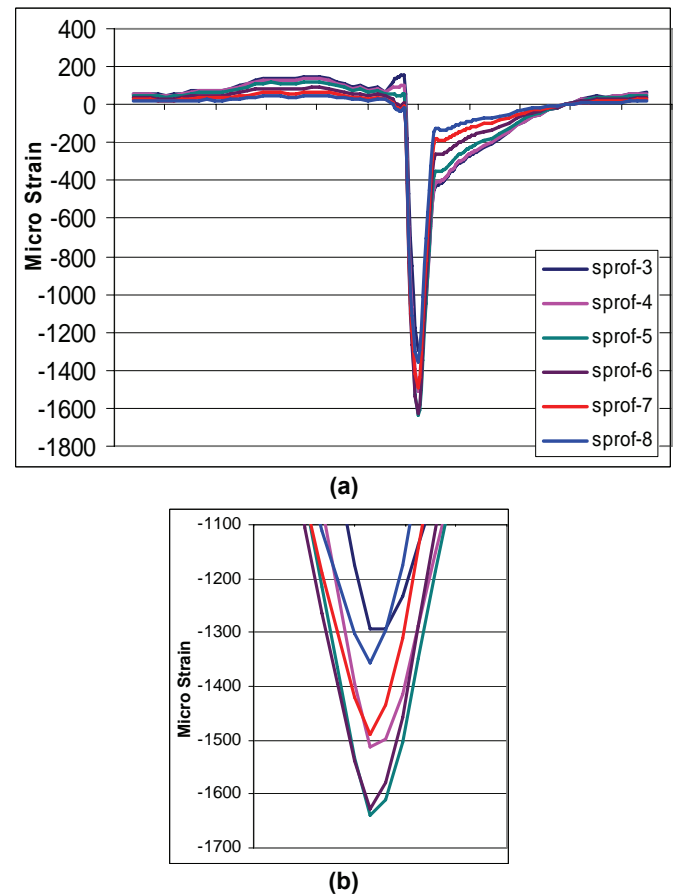 400
200
0
-200
-400
-600
-800
-1000
-1200
-1400
-1600
-1800
Micro Strain
sprof-3
sprof-4
sprof-5
sprof-6
sprof-7
sprof-8
(a)
-1100
-1200
-1300
-1400
-1500
-1600
-1700
Micro Strain
(b)